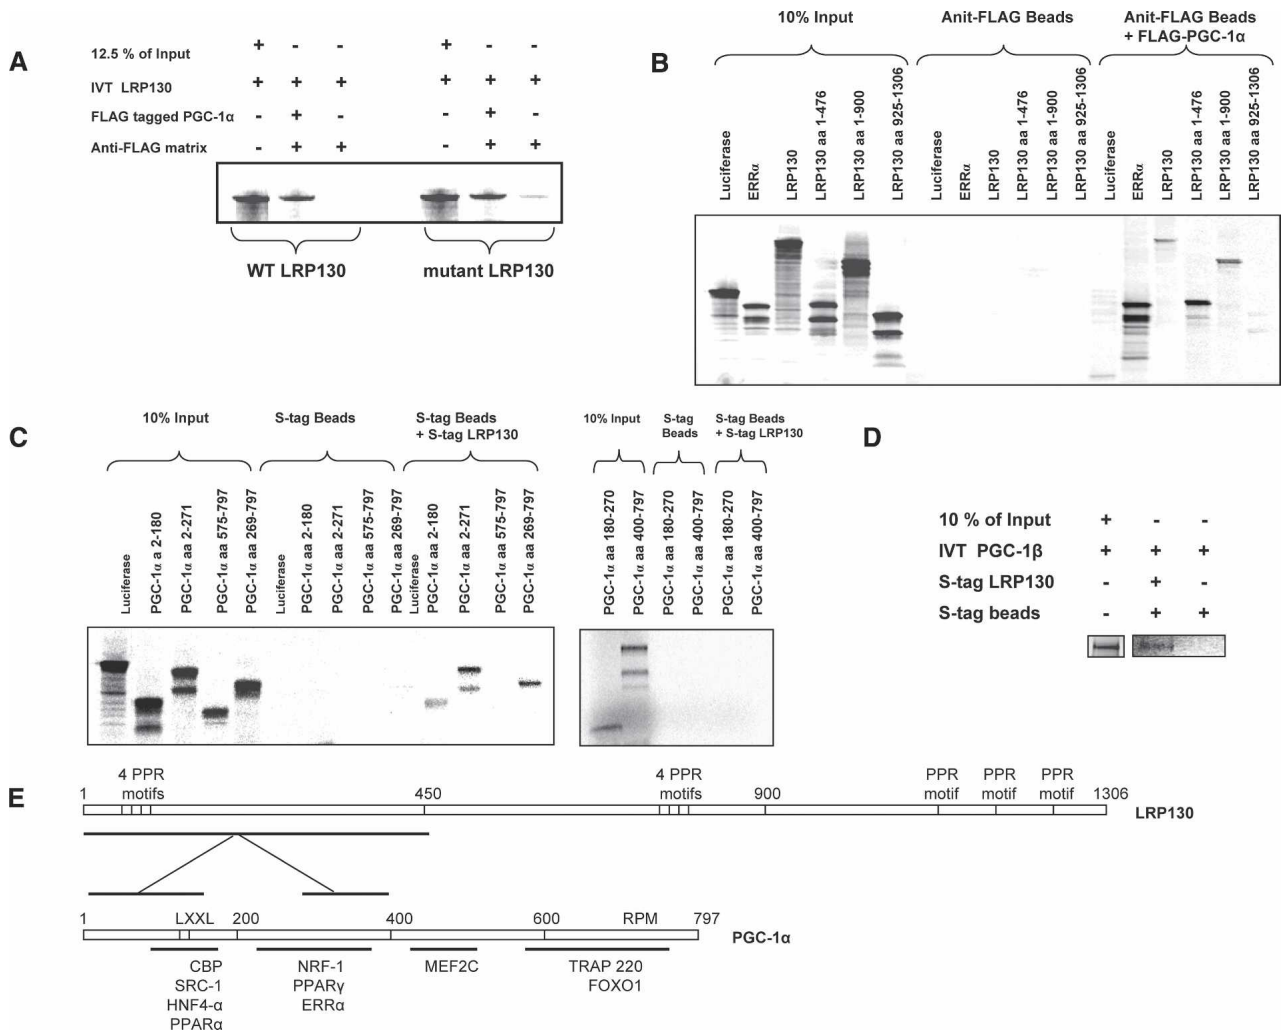 A
12.5 % of Input + - - + - -
IVT LRP130 + + + + + +
FLAG tagged PGC-1α - + - - + -
Anti-FLAG matrix - + + - + +
WT LRP130
mutant LRP130
B
10% Input
Anit-FLAG Beads
Anit-FLAG Beads
+ FLAG-PGC-1α
Luciferase
ERRα
LRP130
LRP130 aa 1-476
LRP130 aa 1-900
LRP130 aa 925-1306
Luciferase
ERRα
LRP130
LRP130 aa 1-476
LRP130 aa 1-900
LRP130 aa 925-1306
Luciferase
ERRα
LRP130
LRP130 aa 1-476
LRP130 aa 1-900
LRP130 aa 925-1306
C
10% Input
S-tag Beads
S-tag Beads
+ S-tag LRP130
Luciferase
PGC-1α a 2-180
PGC-1α aa 2-271
PGC-1α aa 575-797
PGC-1α aa 269-797
Luciferase
PGC-1α aa 2-180
PGC-1α aa 2-271
PGC-1α aa 575-797
PGC-1α aa 269-797
Luciferase
PGC-1α aa 2-180
PGC-1α aa 2-271
PGC-1α aa 575-797
PGC-1α aa 269-797
10% Input
S-tag
Beads
S-tag Beads
+ S-tag LRP130
PGC-1α aa 180-270
PGC-1α aa 400-797
PGC-1α aa 180-270
PGC-1α aa 400-797
PGC-1α aa 180-270
PGC-1α aa 400-797
D
10 % of Input + - -
IVT PGC-1β + + +
S-tag LRP130 - + -
S-tag beads - + +
E
4 PPR
motifs
4 PPR
motifs
PPR
motif
PPR
motif
PPR
motif
1 450 900 1306
LRP130
1 LXXL 200 400 600 RPM 797
PGC-1α
CBP
SRC-1
HNF4-α
PPARα
NRF-1
PPARγ
ERRα
MEF2C
TRAP 220
FOXO1